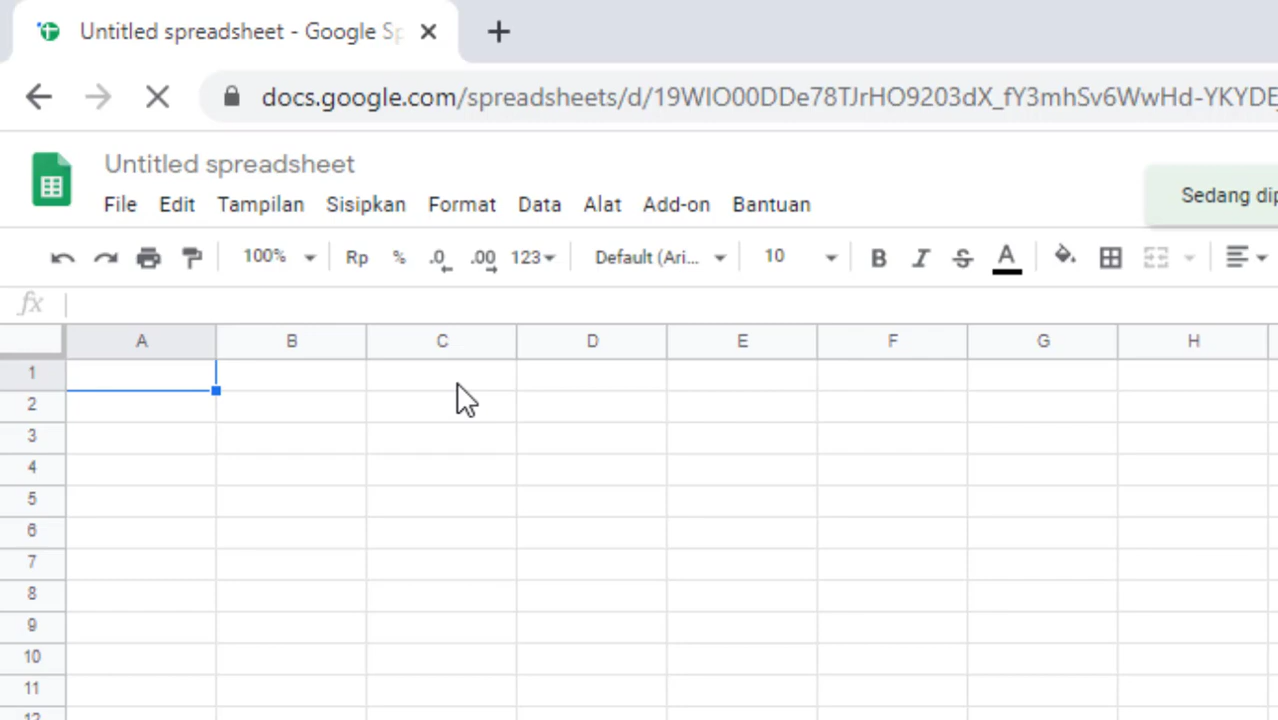 Untitled spreadsheet - Google Sp
docs.google.com/spreadsheets/d/19WIO00DDe78TJrHO9203dX_fY3mhSv6WwHd-YKYDE
Untitled spreadsheet
File Edit Tampilan Sisipkan Format Data Alat Add-on Bantuan
Sedang dip
100% Rp % .0 .00 123 Default (Ari... 10 B I S A
fx
A B C D E F G H
1
2
3
4
5
6
7
8
9
10
11
12